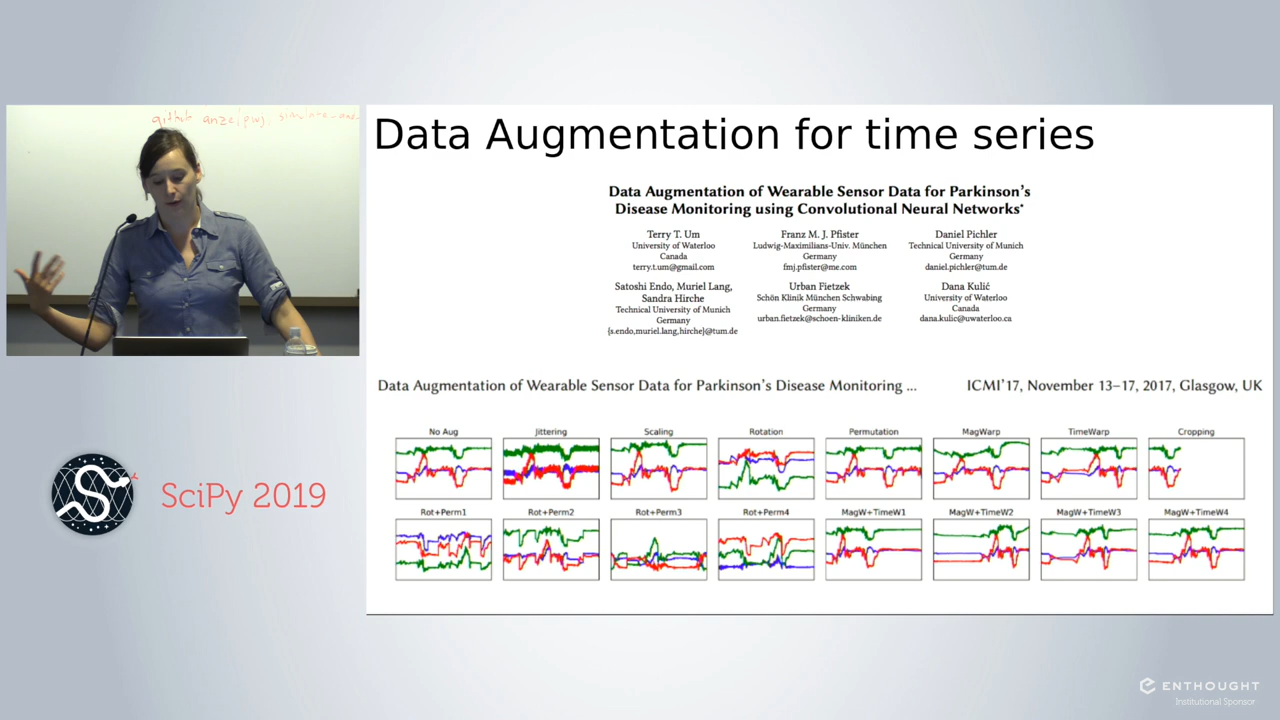 github
Data Augmentation for time series
Data Augmentation of Wearable Sensor Data for Parkinson's
Disease Monitoring using Convolutional Neural Networks*
Terry T. Um
University of Waterloo
Canada
terry.t.um@gmail.com
Franz M. J. Pfister
Ludwig-Maximilians-Univ. München
Germany
fmj.pfister@me.com
Daniel Pichler
Technical University of Munich
Germany
daniel.pichler@tum.de
Satoshi Endo, Muriel Lang,
Sandra Hirche
Technical University of Munich
Germany
{s.endo,muriel.lang,hirche}@tum.de
Urban Fietzek
Schön Klinik München Schwabing
Germany
urban.fietzek@schoen-kliniken.de
Dana Kulić
University of Waterloo
Canada
dana.kulic@uwaterloo.ca
Data Augmentation of Wearable Sensor Data for Parkinson's Disease Monitoring ...
ICMI'17, November 13–17, 2017, Glasgow, UK
No Aug
Jittering
Scaling
Rotation
Permutation
MagWarp
TimeWarp
Cropping
Rot+Perm1
Rot+Perm2
Rot+Perm3
Rot+Perm4
MagW+TimeW1
MagW+TimeW2
MagW+TimeW3
MagW+TimeW4
S
SciPy 2019
ENTHOUGHT
Institutional Sponsor